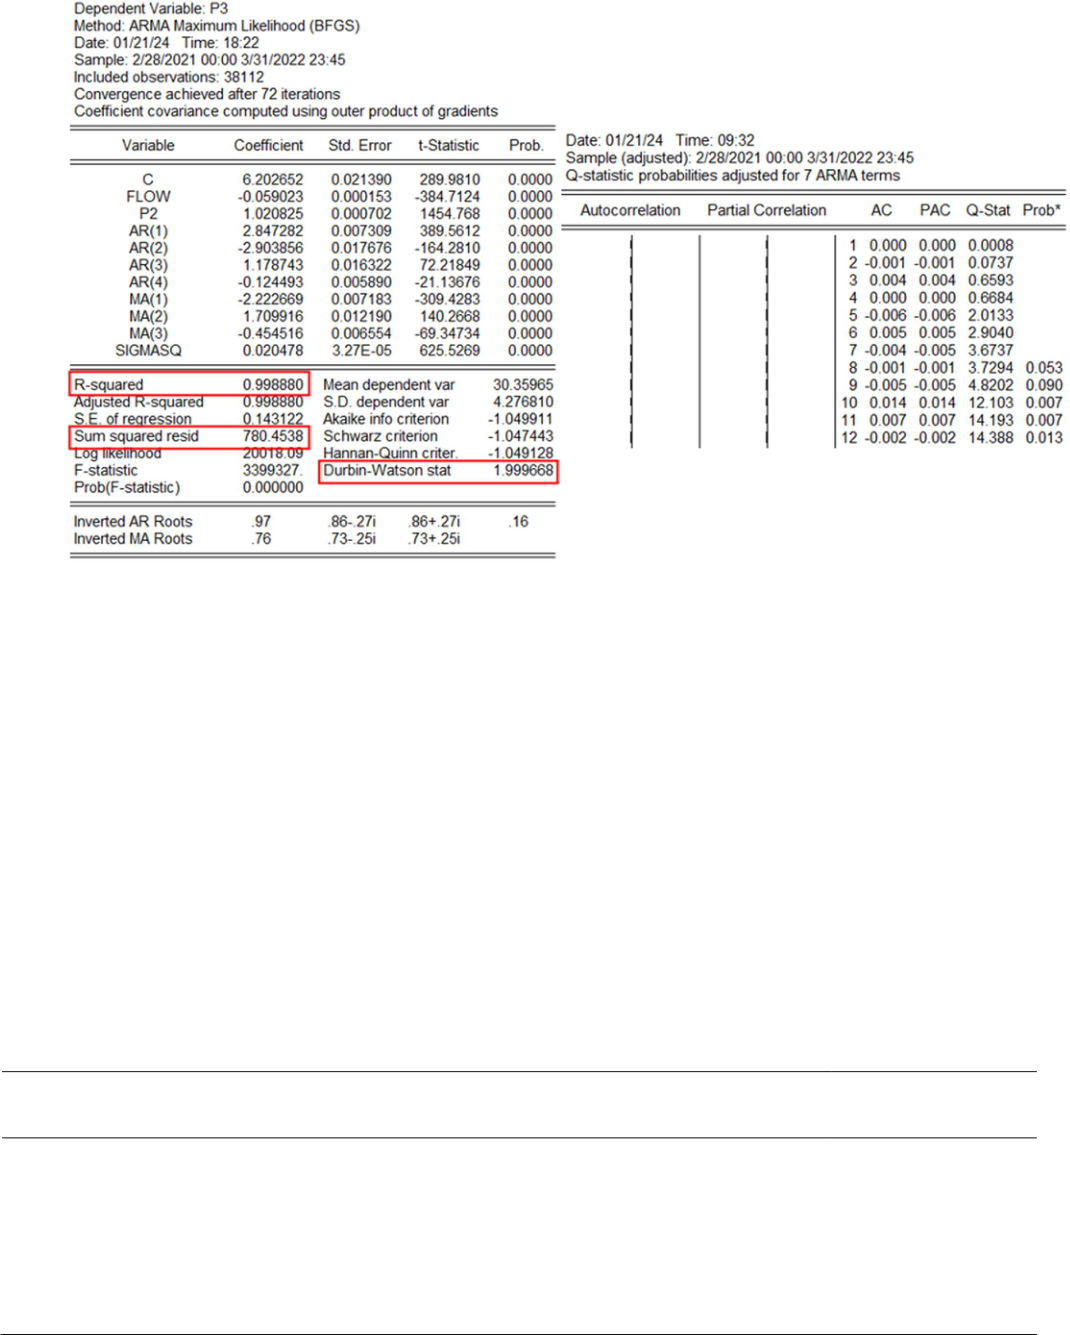 Dependent Variable: P3
Method: ARMA Maximum Likelihood (BFGS)
Date: 01/21/24 Time: 18:22
Sample: 2/28/2021 00:00 3/31/2022 23:45
Included observations: 38112
Convergence achieved after 72 iterations
Coefficient covariance computed using outer product of gradients
Variable Coefficient Std. Error t-Statistic Prob.
C 6.202652 0.021390 289.9810 0.0000
FLOW -0.059023 0.000153 -384.7124 0.0000
P2 1.020825 0.000702 1454.768 0.0000
AR(1) 2.847282 0.007309 389.5612 0.0000
AR(2) -2.903856 0.017676 -164.2810 0.0000
AR(3) 1.178743 0.016322 72.21849 0.0000
AR(4) -0.124493 0.005890 -21.13676 0.0000
MA(1) -2.222669 0.007183 -309.4283 0.0000
MA(2) 1.709916 0.012190 140.2668 0.0000
MA(3) -0.454516 0.006554 -69.34734 0.0000
SIGMASQ 0.020478 3.27E-05 625.5269 0.0000
R-squared 0.998880 Mean dependent var 30.35965
Adjusted R-squared 0.998880 S.D. dependent var 4.276810
S.E. of regression 0.143122 Akaike info criterion -1.049911
Sum squared resid 780.4538 Schwarz criterion -1.047443
Log likelihood 20018.09 Hannan-Quinn criter. -1.049128
F-statistic 3399327. Durbin-Watson stat 1.999668
Prob(F-statistic) 0.000000
Inverted AR Roots .97 .86-.27i .86+.27i .16
Inverted MA Roots .76 .73-.25i .73+.25i
Date: 01/21/24 Time: 09:32
Sample (adjusted): 2/28/2021 00:00 3/31/2022 23:45
Q-statistic probabilities adjusted for 7 ARMA terms
Autocorrelation Partial Correlation AC PAC Q-Stat Prob*
1 0.000 0.000 0.0008
2 -0.001 -0.001 0.0737
3 0.004 0.004 0.6593
4 0.000 0.000 0.6684
5 -0.006 -0.006 2.0133
6 0.005 0.005 2.9040
7 -0.004 -0.005 3.6737
8 -0.001 -0.001 3.7294 0.053
9 -0.005 -0.005 4.8202 0.090
10 0.014 0.014 12.103 0.007
11 0.007 0.007 14.193 0.007
12 -0.002 -0.002 14.388 0.013